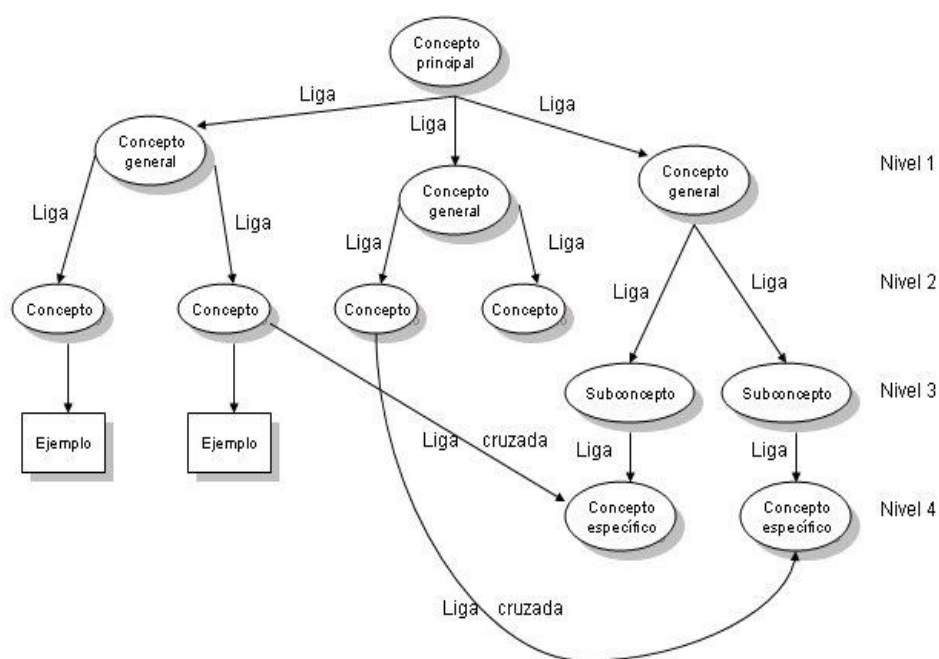 Concepto
principal
Liga
Liga
Liga
Concepto
general
Concepto
general
Concepto
general
Nivel 1
Liga
Liga
Liga
Liga
Liga
Liga
Concepto
Concepto
Concepto
Concepto
Nivel 2
Subconcepto
Subconcepto
Nivel 3
Ejemplo
Ejemplo
Liga cruzada
Liga
Liga
Concepto
específico
Concepto
específico
Nivel 4
Liga cruzada